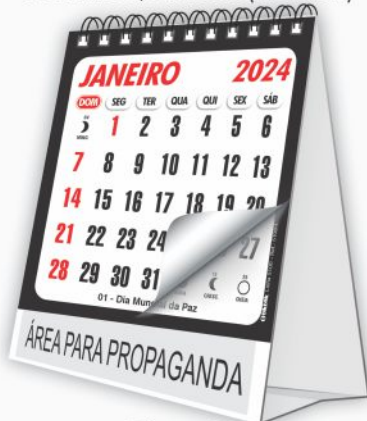 JANEIRO 2024
DOM SEG TER QUA QUI SEX SÁB
1 2 3 4 5 6
7 8 9 10 11 12 13
14 15 16 17 18 19 20
21 22 23 24 27
28 29 30 31
01 - Dia Mundial da Paz
ÁREA PARA PROPAGANDA